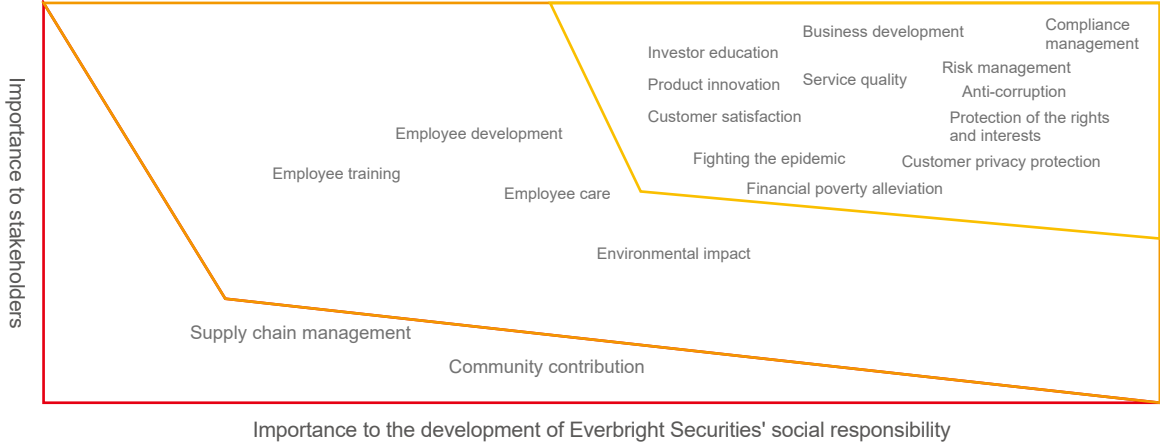 Importance to stakeholders
Business development
Compliance
management
Investor education
Risk management
Service quality
Product innovation
Anti-corruption
Customer satisfaction
Protection of the rights
and interests
Employee development
Fighting the epidemic
Customer privacy protection
Employee training
Financial poverty alleviation
Employee care
Environmental impact
Supply chain management
Community contribution
Importance to the development of Everbright Securities' social responsibility